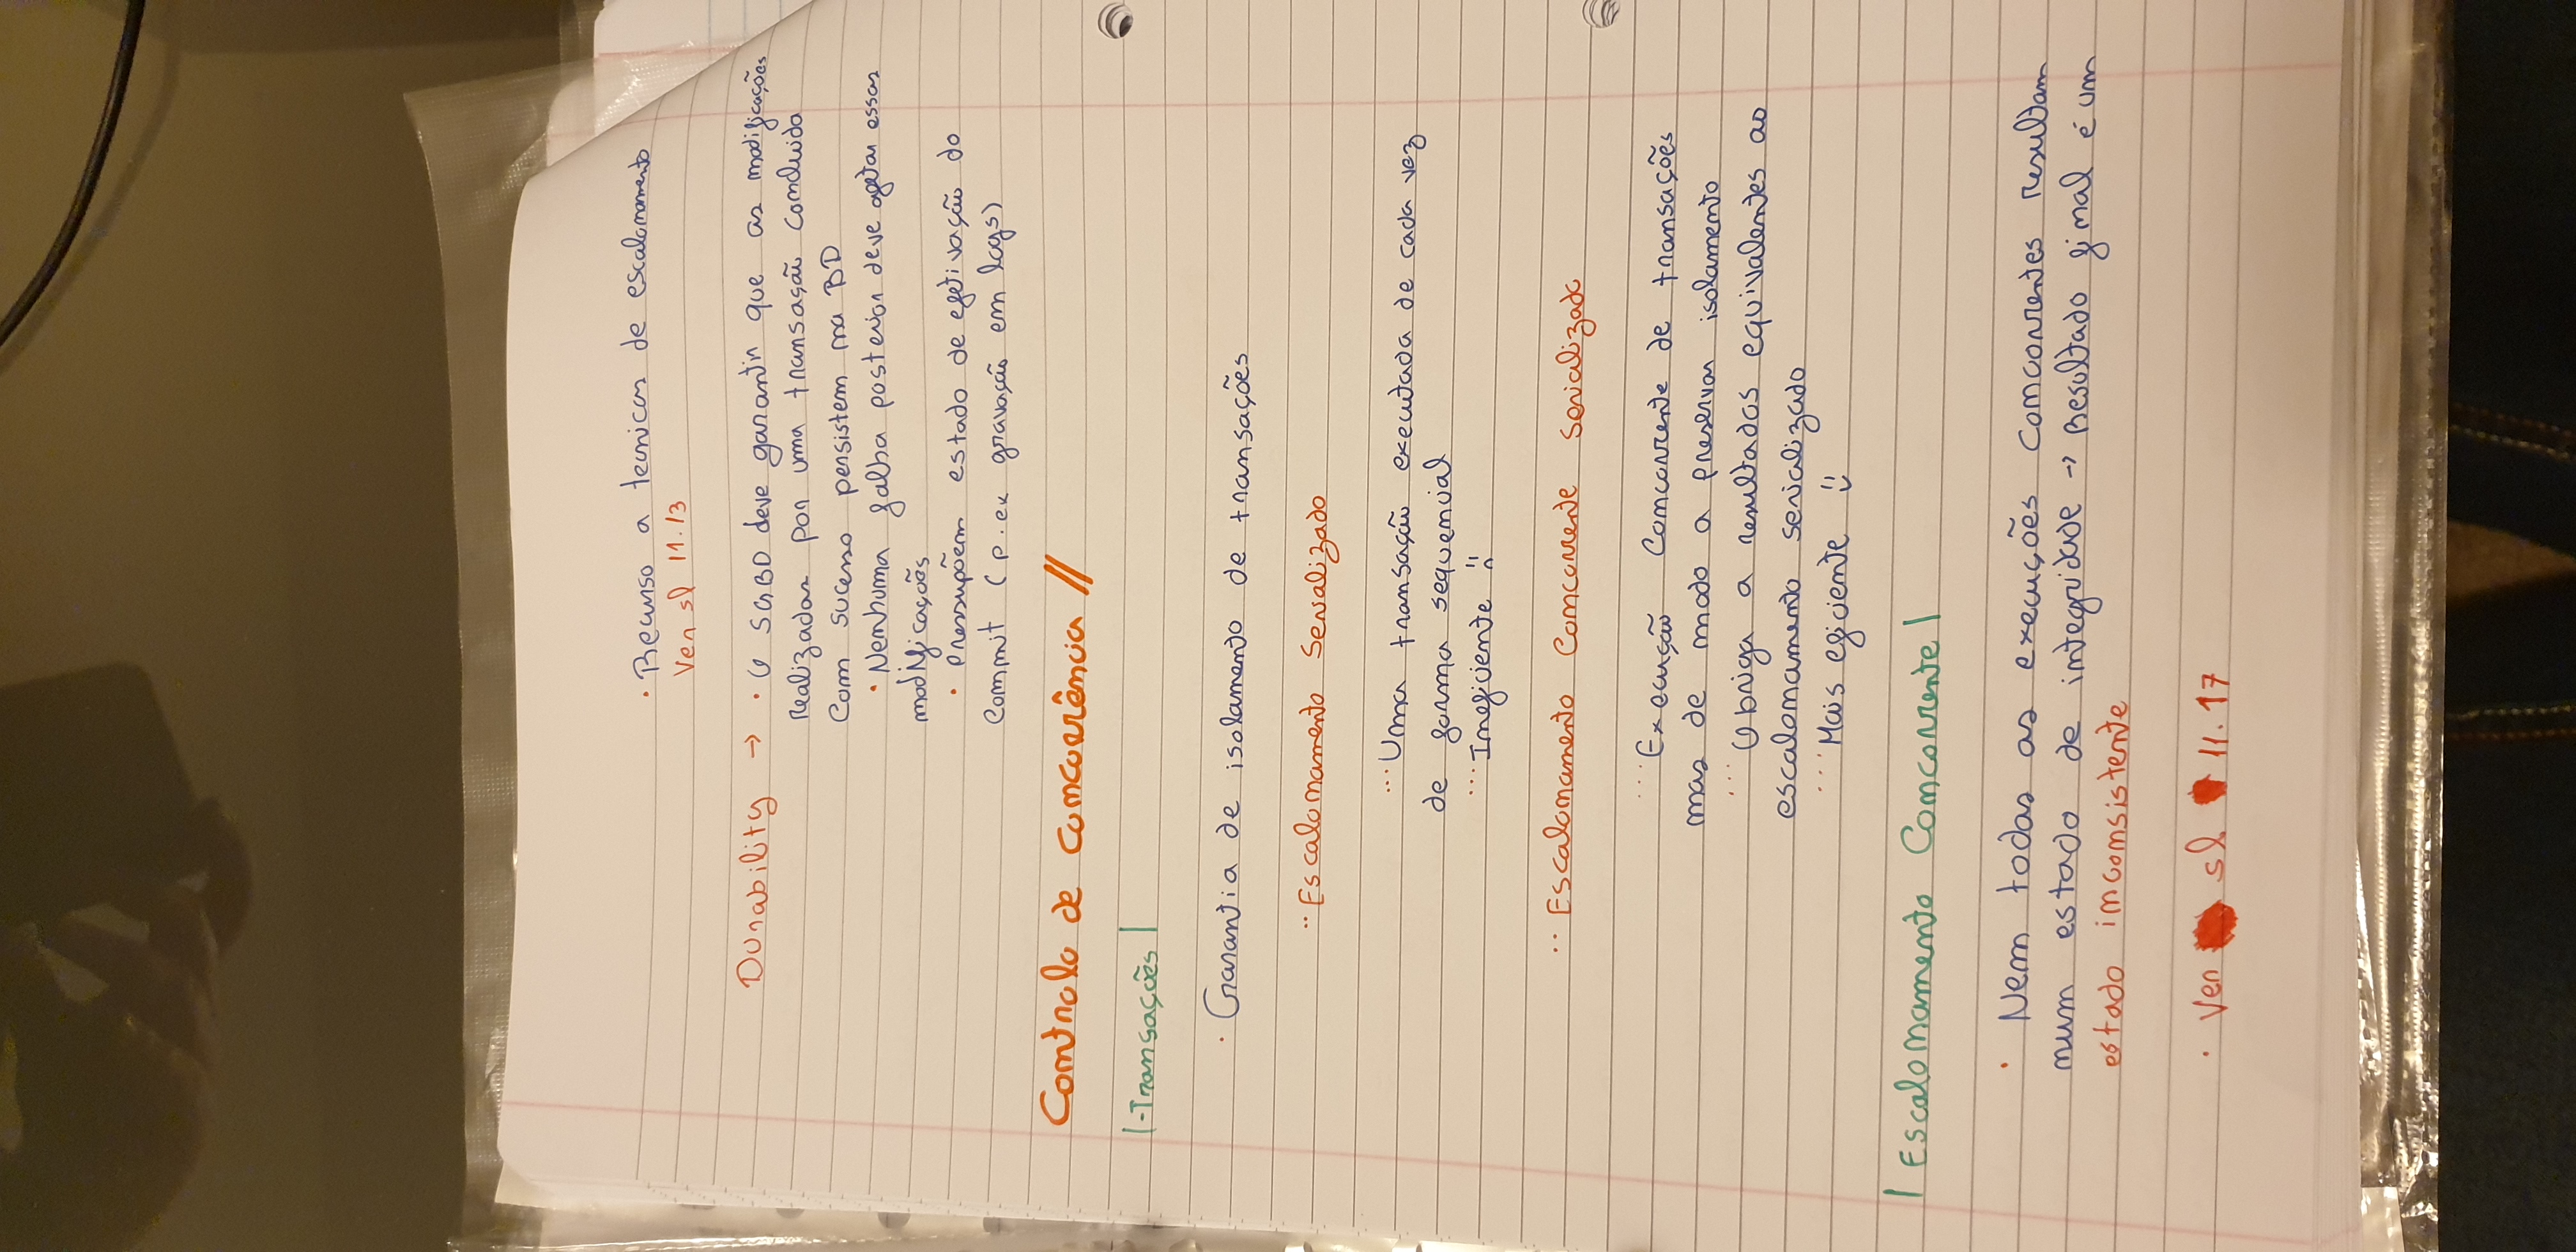 · Recurso a tecnicas de escalonamento
Ver sl 11.13
Durability → · O SGBD deve garantir que as modificações
realizadas por uma transação concluida
com sucesso persistem na BD
· Nenhuma falha posterior deve afetar essas
modificações
· Pressupõem estado de efetivação do
Commit (p.ex gravação em logs)
Controlo de concorrência //
|-Transações|
· Garantia de isolamento de transações
·· Escalonamento Serializado
··· Uma transação executada de cada vez
de forma sequencial
··· Ineficiente :(
·· Escalonamento Concorrente Serializado
··· Execução Concorrente de transações
mas de modo a preservar isolamento
··· Obriga a resultados equivalentes ao
escalonamento serializado
··· Mais eficiente :)
| Escalonamento Concorrente |
· Nem todas as execuções concorrentes resultam
num estado de integridade → Resultado final é um
estado inconsistente
· Ver sl 11.17